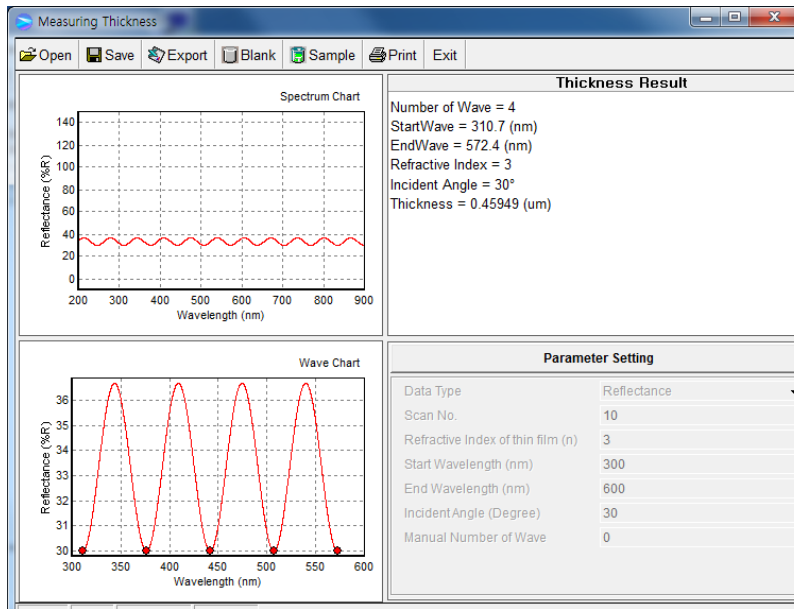 Measuring Thickness
Open Save Export Blank Sample Print Exit
Spectrum Chart
140
120
100
80
60
40
20
0
Reflectance (%R)
200 300 400 500 600 700 800 900
Wavelength (nm)
Thickness Result
Number of Wave = 4
StartWave = 310.7 (nm)
EndWave = 572.4 (nm)
Refractive Index = 3
Incident Angle = 30°
Thickness = 0.45949 (um)
Wave Chart
36
35
34
33
32
31
30
Reflectance (%R)
300 350 400 450 500 550 600
Wavelength (nm)
Parameter Setting
Data Type Reflectance
Scan No. 10
Refractive Index of thin film (n) 3
Start Wavelength (nm) 300
End Wavelength (nm) 600
Incident Angle (Degree) 30
Manual Number of Wave 0